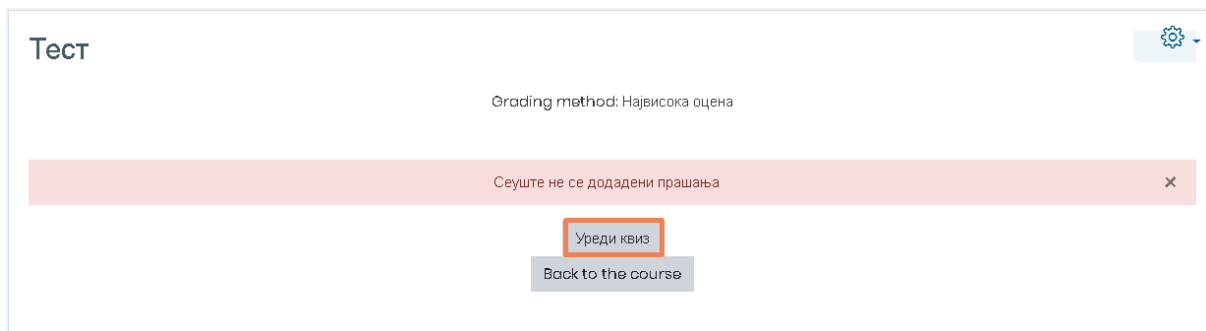 Тест
Grading method: Највисока оцена
Сеуште не се додадени прашања
×
Уреди квиз
Back to the course